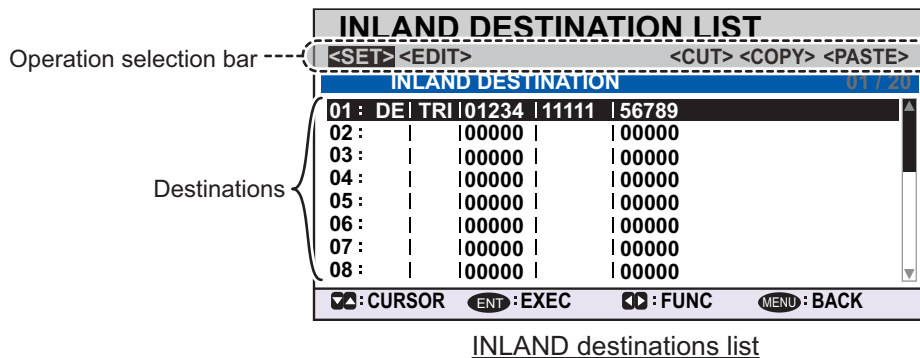 INLAND DESTINATION LIST
Operation selection bar
<SET> <EDIT> <CUT> <COPY> <PASTE>
INLAND DESTINATION 01 / 20
01 : DE TRI 01234 11111 56789
02 : 00000 00000
03 : 00000 00000
04 : 00000 00000
Destinations
05 : 00000 00000
06 : 00000 00000
07 : 00000 00000
08 : 00000 00000
: CURSOR ENT : EXEC : FUNC MENU : BACK
INLAND destinations list